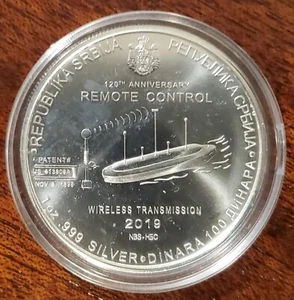 REPUBLIKA SRBIJA
РЕПУБЛИКА СРБИЈА
120TH ANNIVERSARY
REMOTE CONTROL
PATENT#
NOV 8, 1898
WIRELESS TRANSMISSION
2019
NBS-HSC
1oz .999 SILVER • DINARA 100 ДИНАРА